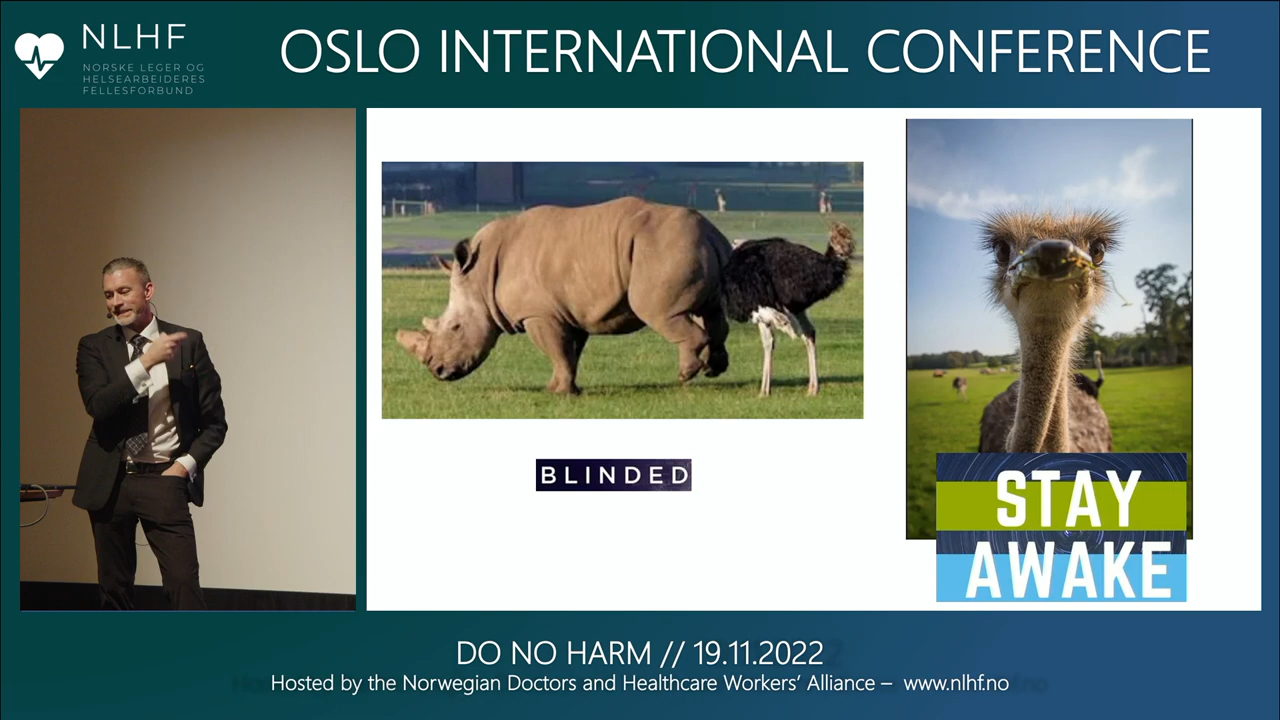 NLHF
NORSKE LEGER OG
HELSEARBEIDERES
FELLESFORBUND
OSLO INTERNATIONAL CONFERENCE
BLINDED
STAY
AWAKE
DO NO HARM // 19.11.2022
Hosted by the Norwegian Doctors and Healthcare Workers' Alliance – www.nlhf.no